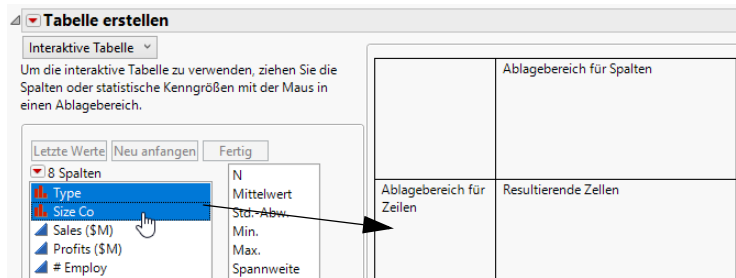 Tabelle erstellen
Interaktive Tabelle
Um die interaktive Tabelle zu verwenden, ziehen Sie die
Spalten oder statistische Kenngrößen mit der Maus in
einen Ablagebereich.
Letzte Werte Neu anfangen Fertig
8 Spalten
Type
Size Co
Sales ($M)
Profits ($M)
# Employ
N
Mittelwert
Std.-Abw.
Min.
Max.
Spannweite
Ablagebereich für Spalten
Ablagebereich für
Zeilen
Resultierende Zellen